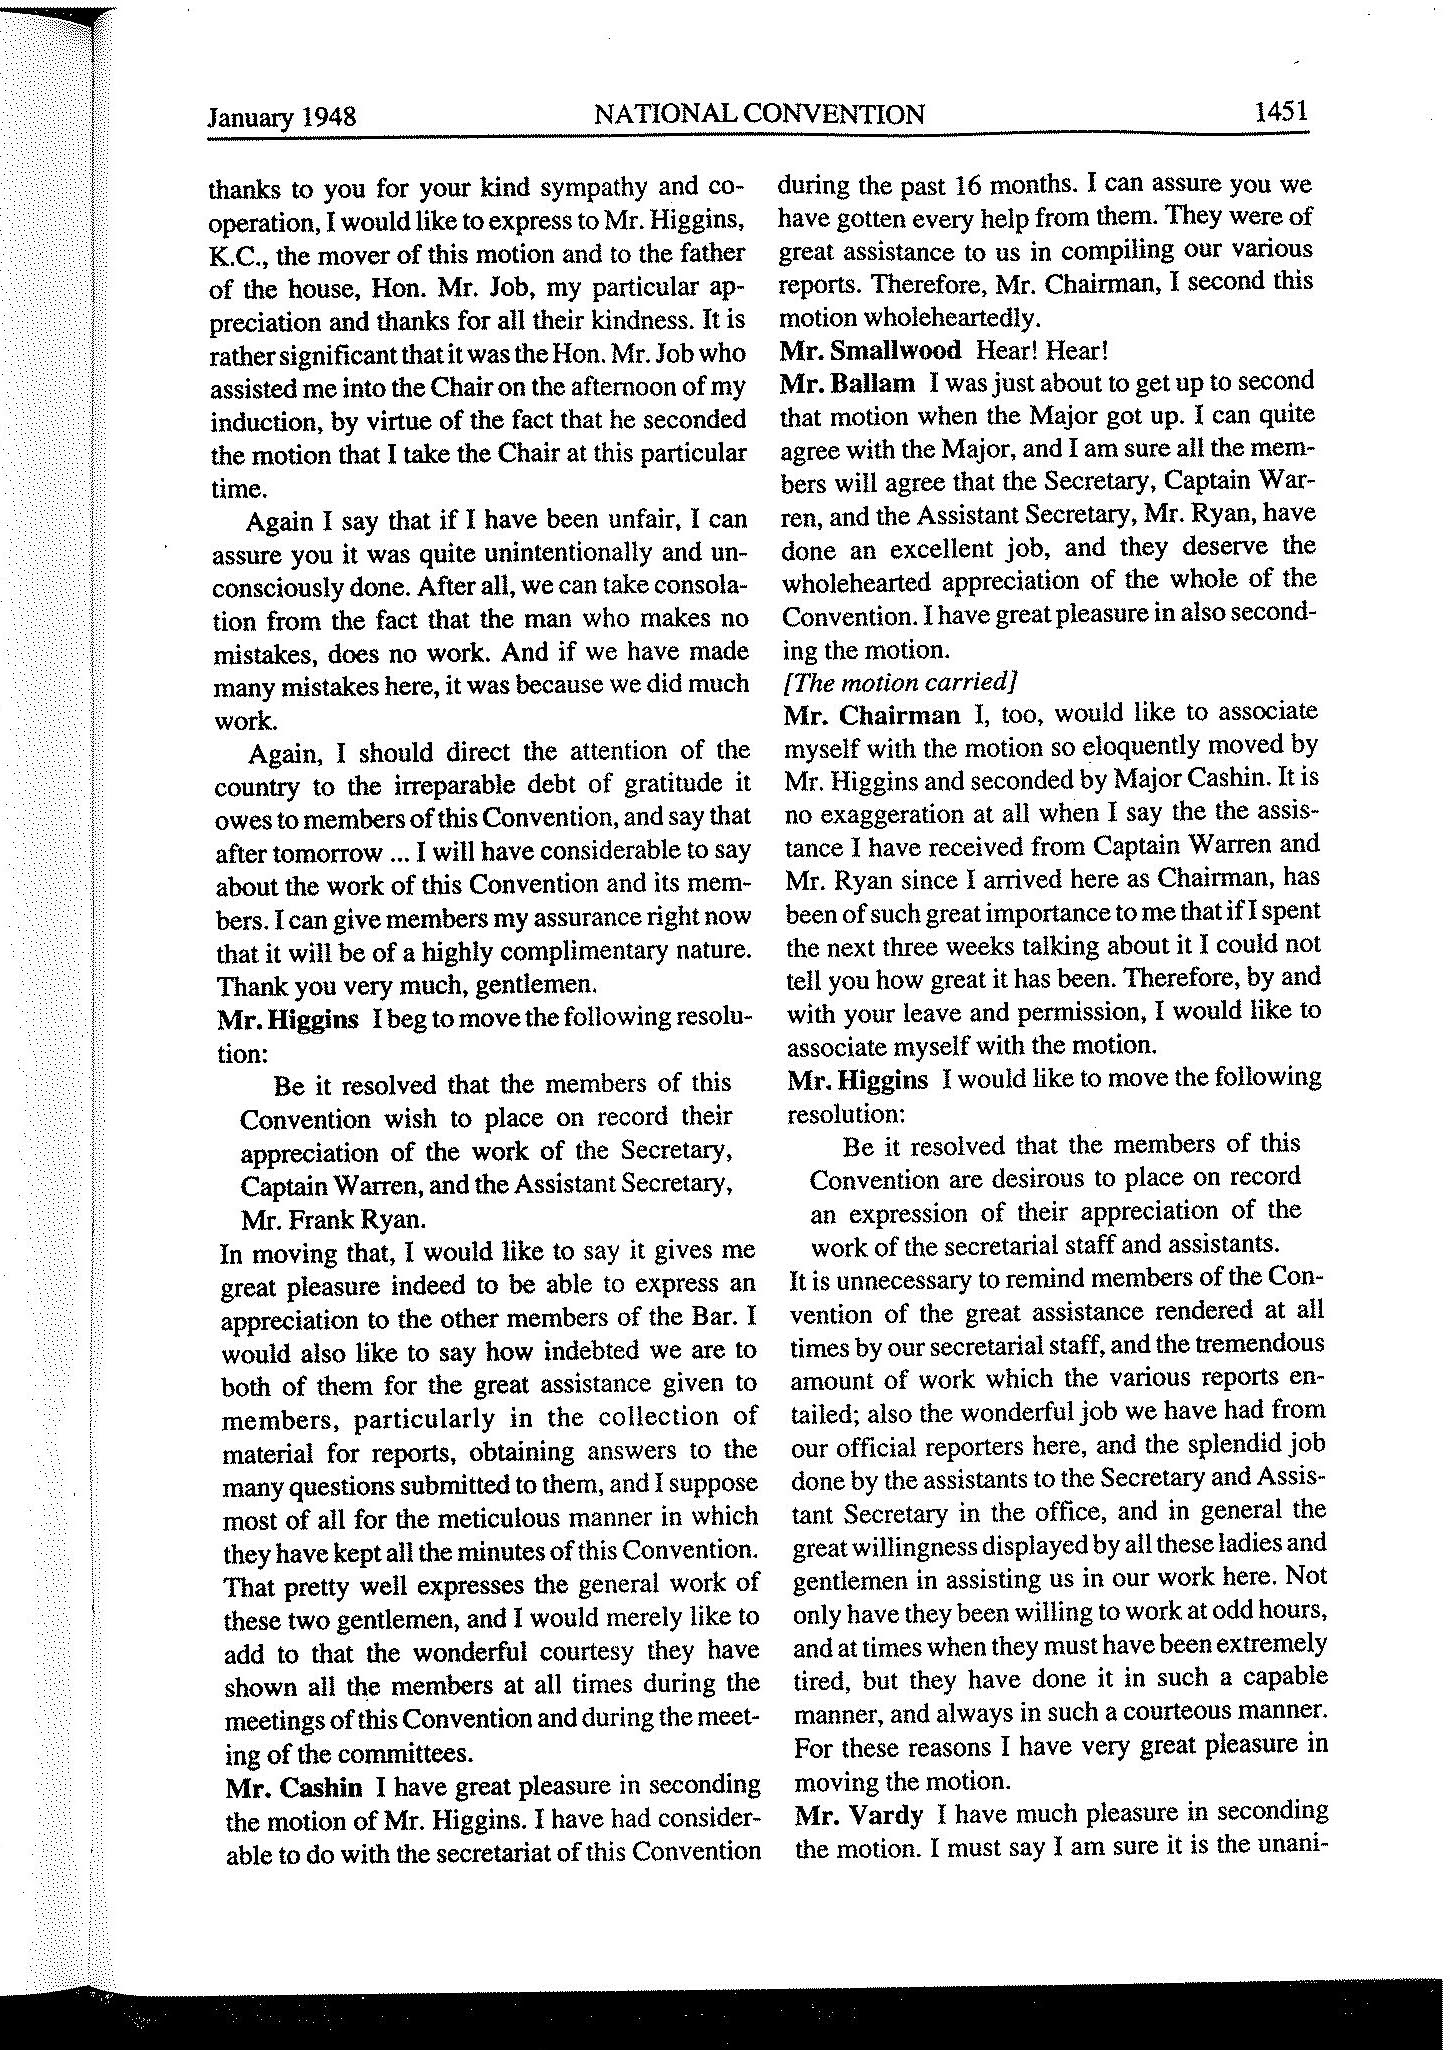 January 1948
NATIONAL CONVENTION
1451
thanks to you for your kind sympathy and co-
operation, I would like to express to Mr. Higgins,
K.C., the mover of this motion and to the father
of the house, Hon. Mr. Job, my particular ap-
preciation and thanks for all their kindness. It is
rather significant that it was the Hon. Mr. Job who
assisted me into the Chair on the afternoon of my
induction, by virtue of the fact that he seconded
the motion that I take the Chair at this particular
time.
Again I say that if I have been unfair, I can
assure you it was quite unintentionally and un-
consciously done. After all, we can take consola-
tion from the fact that the man who makes no
mistakes, does no work. And if we have made
many mistakes here, it was because we did much
work.
Again, I should direct the attention of the
country to the irreparable debt of gratitude it
owes to members of this Convention, and say that
after tomorrow ... I will have considerable to say
about the work of this Convention and its mem-
bers. I can give members my assurance right now
that it will be of a highly complimentary nature.
Thank you very much, gentlemen.
Mr. Higgins I beg to move the following resolu-
tion:
Be it resolved that the members of this
Convention wish to place on record their
appreciation of the work of the Secretary,
Captain Warren, and the Assistant Secretary,
Mr. Frank Ryan.
In moving that, I would like to say it gives me
great pleasure indeed to be able to express an
appreciation to the other members of the Bar. I
would also like to say how indebted we are to
both of them for the great assistance given to
members, particularly in the collection of
material for reports, obtaining answers to the
many questions submitted to them, and I suppose
most of all for the meticulous manner in which
they have kept all the minutes of this Convention.
That pretty well expresses the general work of
these two gentlemen, and I would merely like to
add to that the wonderful courtesy they have
shown all the members at all times during the
meetings of this Convention and during the meet-
ing of the committees.
Mr. Cashin I have great pleasure in seconding
the motion of Mr. Higgins. I have had consider-
able to do with the secretariat of this Convention
during the past 16 months. I can assure you we
have gotten every help from them. They were of
great assistance to us in compiling our various
reports. Therefore, Mr. Chairman, I second this
motion wholeheartedly.
Mr. Smallwood Hear! Hear!
Mr. Ballam I was just about to get up to second
that motion when the Major got up. I can quite
agree with the Major, and I am sure all the mem-
bers will agree that the Secretary, Captain War-
ren, and the Assistant Secretary, Mr. Ryan, have
done an excellent job, and they deserve the
wholehearted appreciation of the whole of the
Convention. I have great pleasure in also second-
ing the motion.
[The motion carried]
Mr. Chairman I, too, would like to associate
myself with the motion so eloquently moved by
Mr. Higgins and seconded by Major Cashin. It is
no exaggeration at all when I say the the assis-
tance I have received from Captain Warren and
Mr. Ryan since I arrived here as Chairman, has
been of such great importance to me that if I spent
the next three weeks talking about it I could not
tell you how great it has been. Therefore, by and
with your leave and permission, I would like to
associate myself with the motion.
Mr. Higgins I would like to move the following
resolution:
Be it resolved that the members of this
Convention are desirous to place on record
an expression of their appreciation of the
work of the secretarial staff and assistants.
It is unnecessary to remind members of the Con-
vention of the great assistance rendered at all
times by our secretarial staff, and the tremendous
amount of work which the various reports en-
tailed; also the wonderful job we have had from
our official reporters here, and the splendid job
done by the assistants to the Secretary and Assis-
tant Secretary in the office, and in general the
great willingness displayed by all these ladies and
gentlemen in assisting us in our work here. Not
only have they been willing to work at odd hours,
and at times when they must have been extremely
tired, but they have done it in such a capable
manner, and always in such a courteous manner.
For these reasons I have very great pleasure in
moving the motion.
Mr. Vardy I have much pleasure in seconding
the motion. I must say I am sure it is the unani-